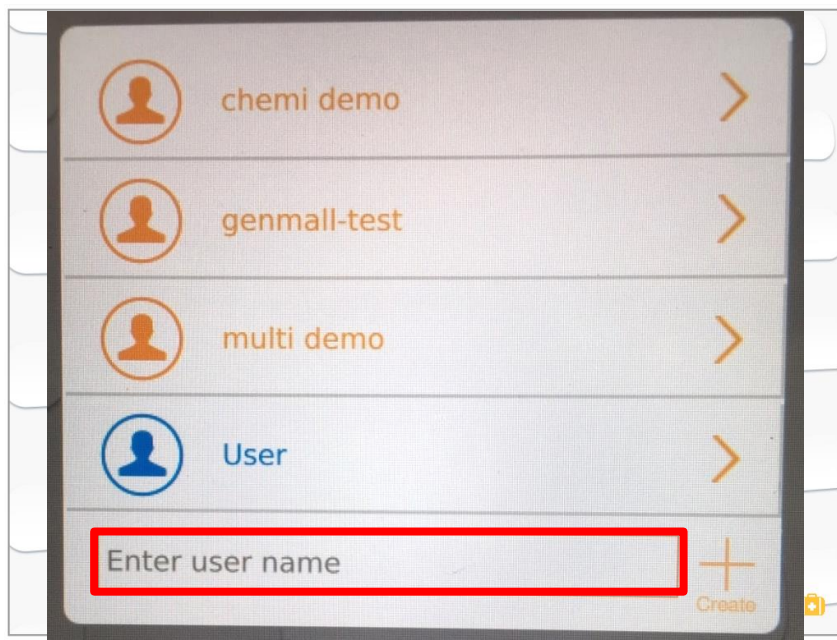 chemi demo
genmall-test
multi demo
User
Enter user name
Create